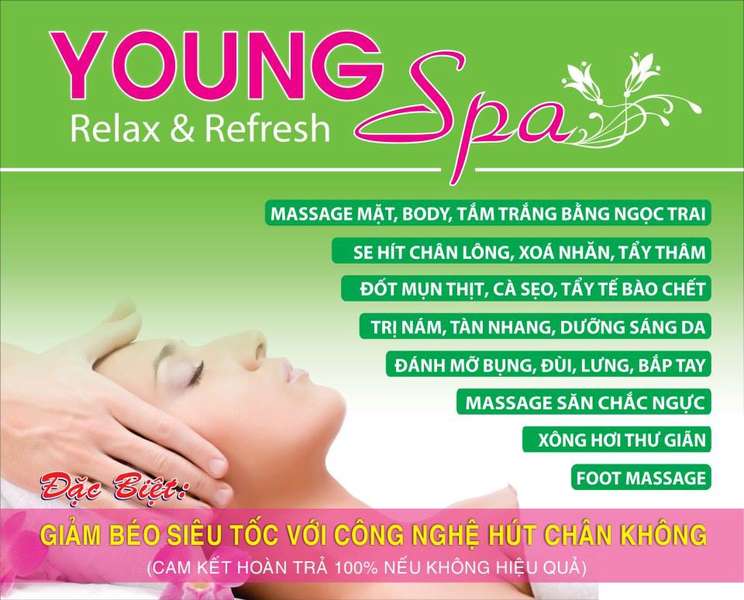 YOUNG Spa
Relax & Refresh
MASSAGE MẶT, BODY, TẮM TRẮNG BẰNG NGỌC TRAI
SE HÍT CHÂN LÔNG, XOÁ NHĂN, TẨY THÂM
ĐỐT MỤN THỊT, CÀ SẸO, TẨY TẾ BÀO CHẾT
TRỊ NÁM, TÀN NHANG, DƯỠNG SÁNG DA
ĐÁNH MỠ BỤNG, ĐÙI, LƯNG, BẮP TAY
MASSAGE SĂN CHẮC NGỰC
XÔNG HƠI THƯ GIÃN
FOOT MASSAGE
Đặc Biệt:
GIẢM BÉO SIÊU TỐC VỚI CÔNG NGHỆ HÚT CHÂN KHÔNG
(CAM KẾT HOÀN TRẢ 100% NẾU KHÔNG HIỆU QUẢ)